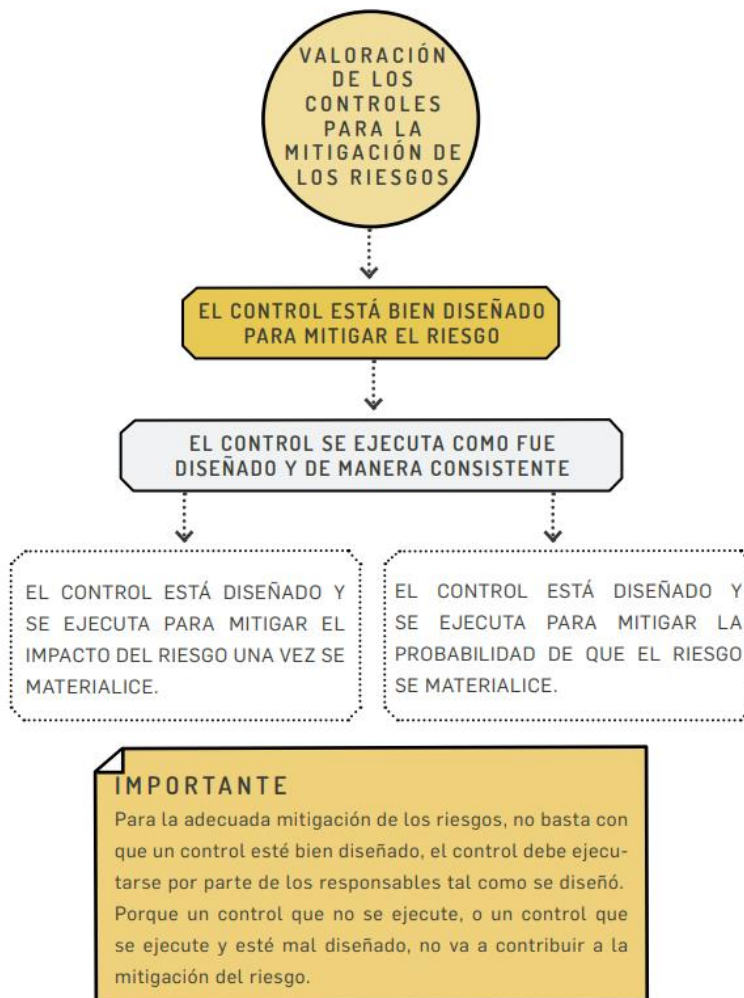 VALORACIÓN
DE LOS
CONTROLES
PARA LA
MITIGACIÓN DE
LOS RIESGOS
EL CONTROL ESTÁ BIEN DISEÑADO
PARA MITIGAR EL RIESGO
EL CONTROL SE EJECUTA COMO FUE
DISEÑADO Y DE MANERA CONSISTENTE
EL CONTROL ESTÁ DISEÑADO Y
SE EJECUTA PARA MITIGAR EL
IMPACTO DEL RIESGO UNA VEZ SE
MATERIALICE.
EL CONTROL ESTÁ DISEÑADO Y
SE EJECUTA PARA MITIGAR LA
PROBABILIDAD DE QUE EL RIESGO
SE MATERIALICE.
IMPORTANTE
Para la adecuada mitigación de los riesgos, no basta con
que un control esté bien diseñado, el control debe ejecu-
tarse por parte de los responsables tal como se diseñó.
Porque un control que no se ejecute, o un control que
se ejecute y esté mal diseñado, no va a contribuir a la
mitigación del riesgo.